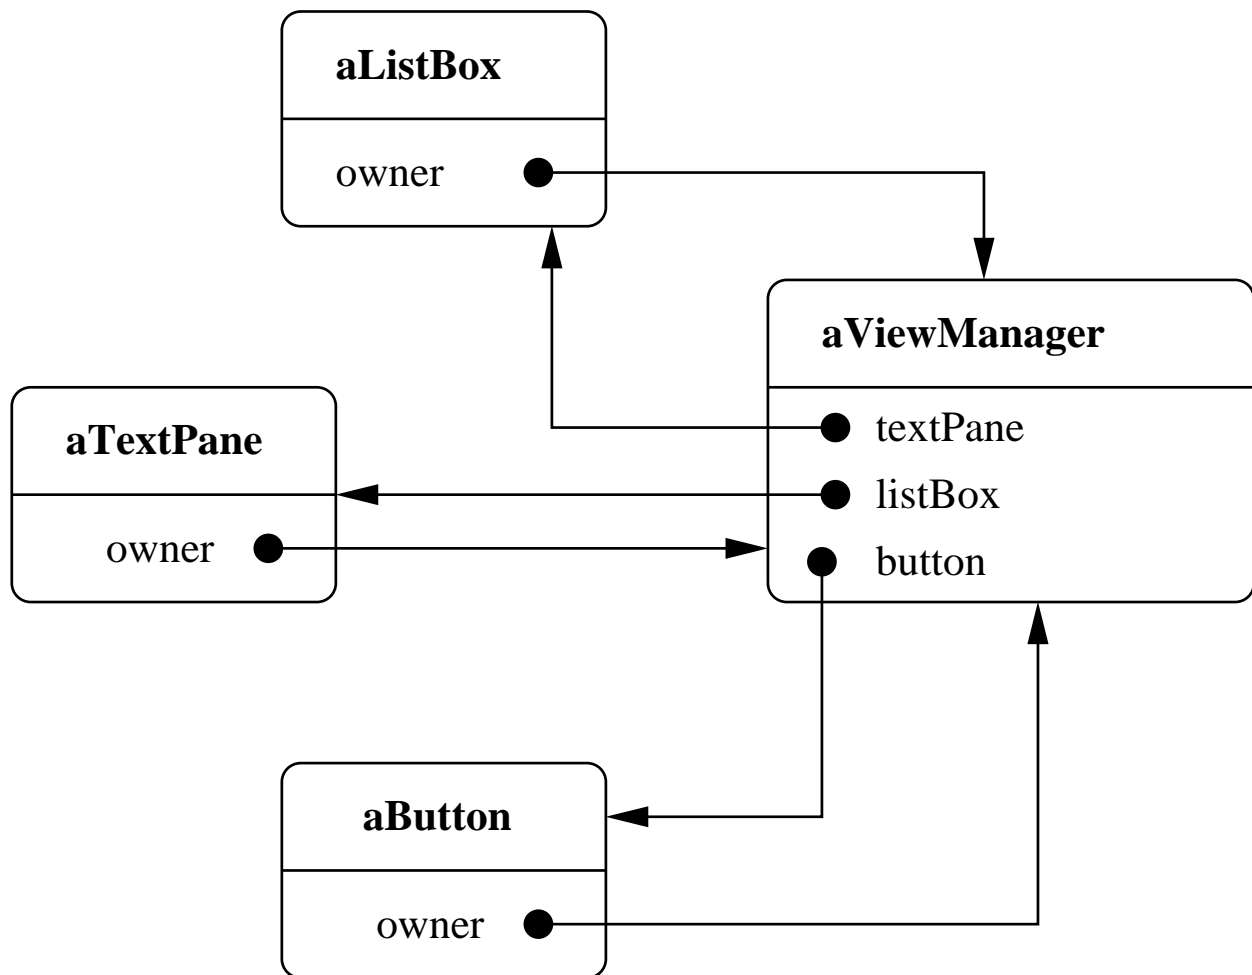 aListBox
owner
aViewManager
textPane
listBox
button
aTextPane
owner
aButton
owner